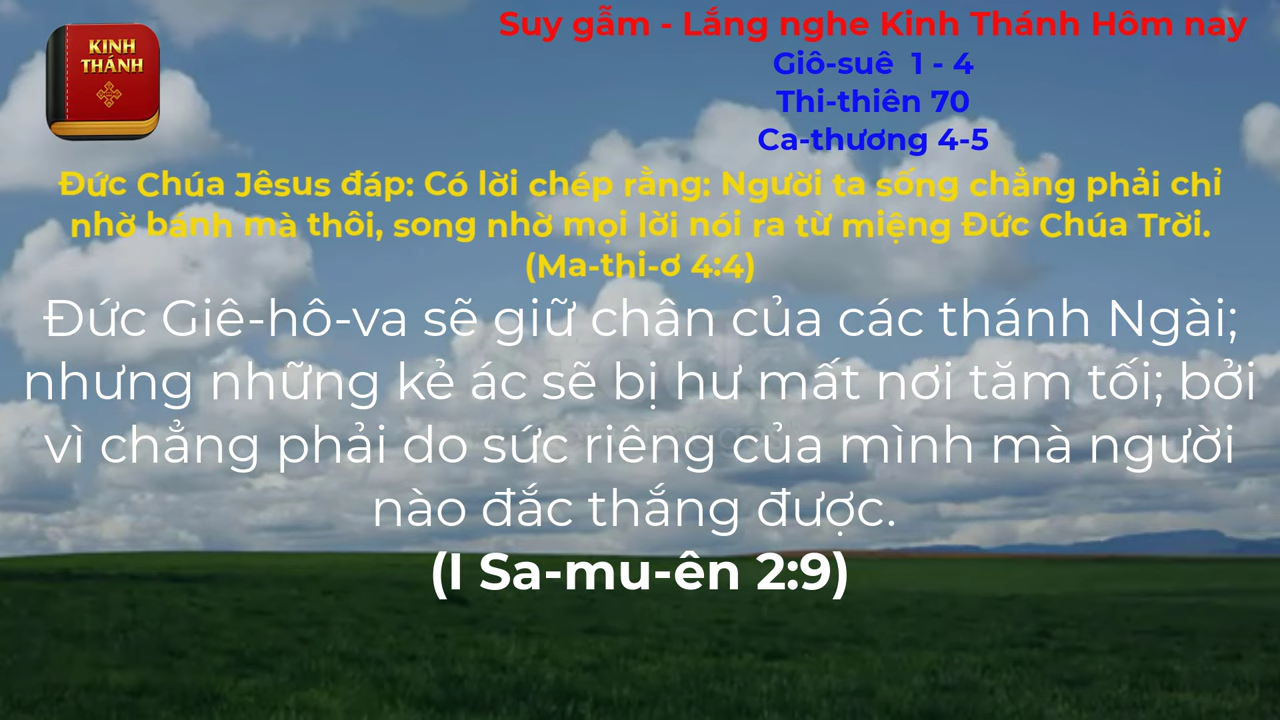 KINH
THÁNH
Suy gẫm - Lắng nghe Kinh Thánh Hôm nay
Giô-suê 1 - 4
Thi-thiên 70
Ca-thương 4-5
Đức Chúa Jêsus đáp: Có lời chép rằng: Người ta sống chẳng phải chỉ
nhờ bánh mà thôi, song nhờ mọi lời nói ra từ miệng Đức Chúa Trời.
(Ma-thi-ơ 4:4)
Đức Giê-hô-va sẽ giữ chân của các thánh Ngài;
nhưng những kẻ ác sẽ bị hư mất nơi tăm tối; bởi
vì chẳng phải do sức riêng của mình mà người
nào đắc thắng được.
(I Sa-mu-ên 2:9)